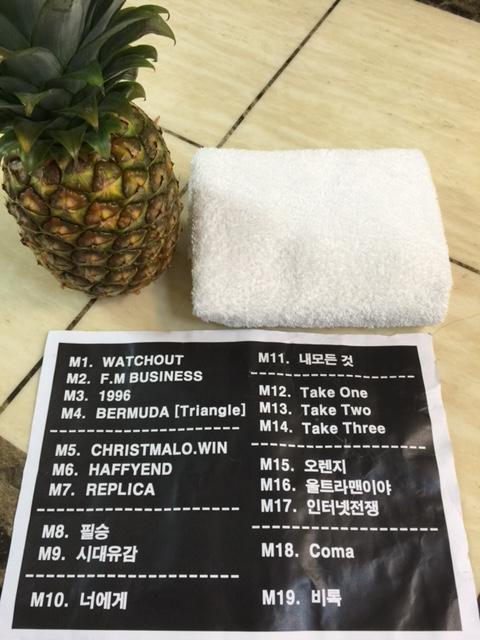 M1. WATCHOUT
M2. F.M BUSINESS
M3. 1996
M4. BERMUDA [Triangle]
M5. CHRISTMALO.WIN
M6. HAFFYEND
M7. REPLICA
M8. 필승
M9. 시대유감
M10. 너에게
M11. 내모든 것
M12. Take One
M13. Take Two
M14. Take Three
M15. 오렌지
M16. 울트라맨이야
M17. 인터넷전쟁
M18. Coma
M19. 비록